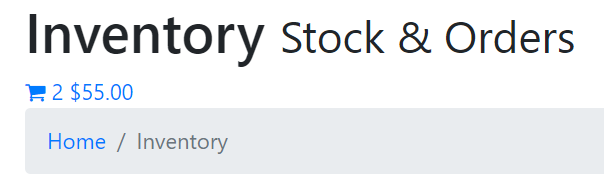 Inventory Stock & Orders
2 $55.00
Home / Inventory